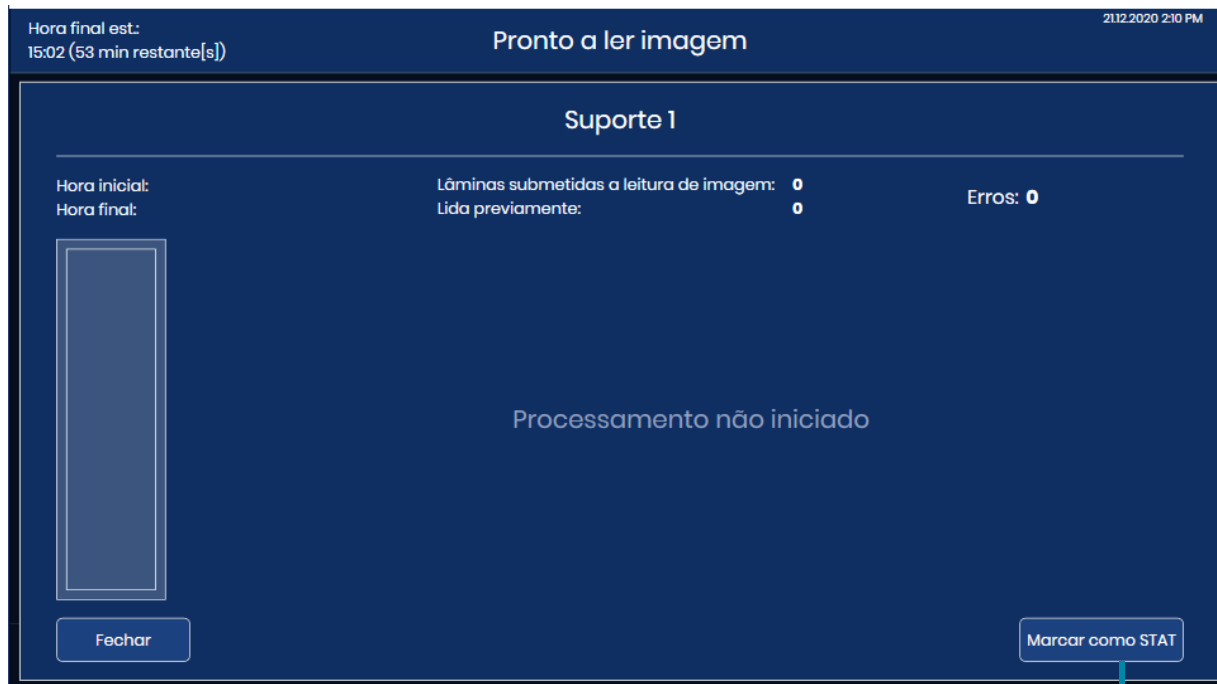 Hora final est.:
15:02 (53 min restante[s])
Pronto a ler imagem
21.12.2020 2:10 PM
Suporte 1
Hora inicial:
Hora final:
Lâminas submetidas a leitura de imagem: 0
Lida previamente: 0
Erros: 0
Processamento não iniciado
Fechar
Marcar como STAT